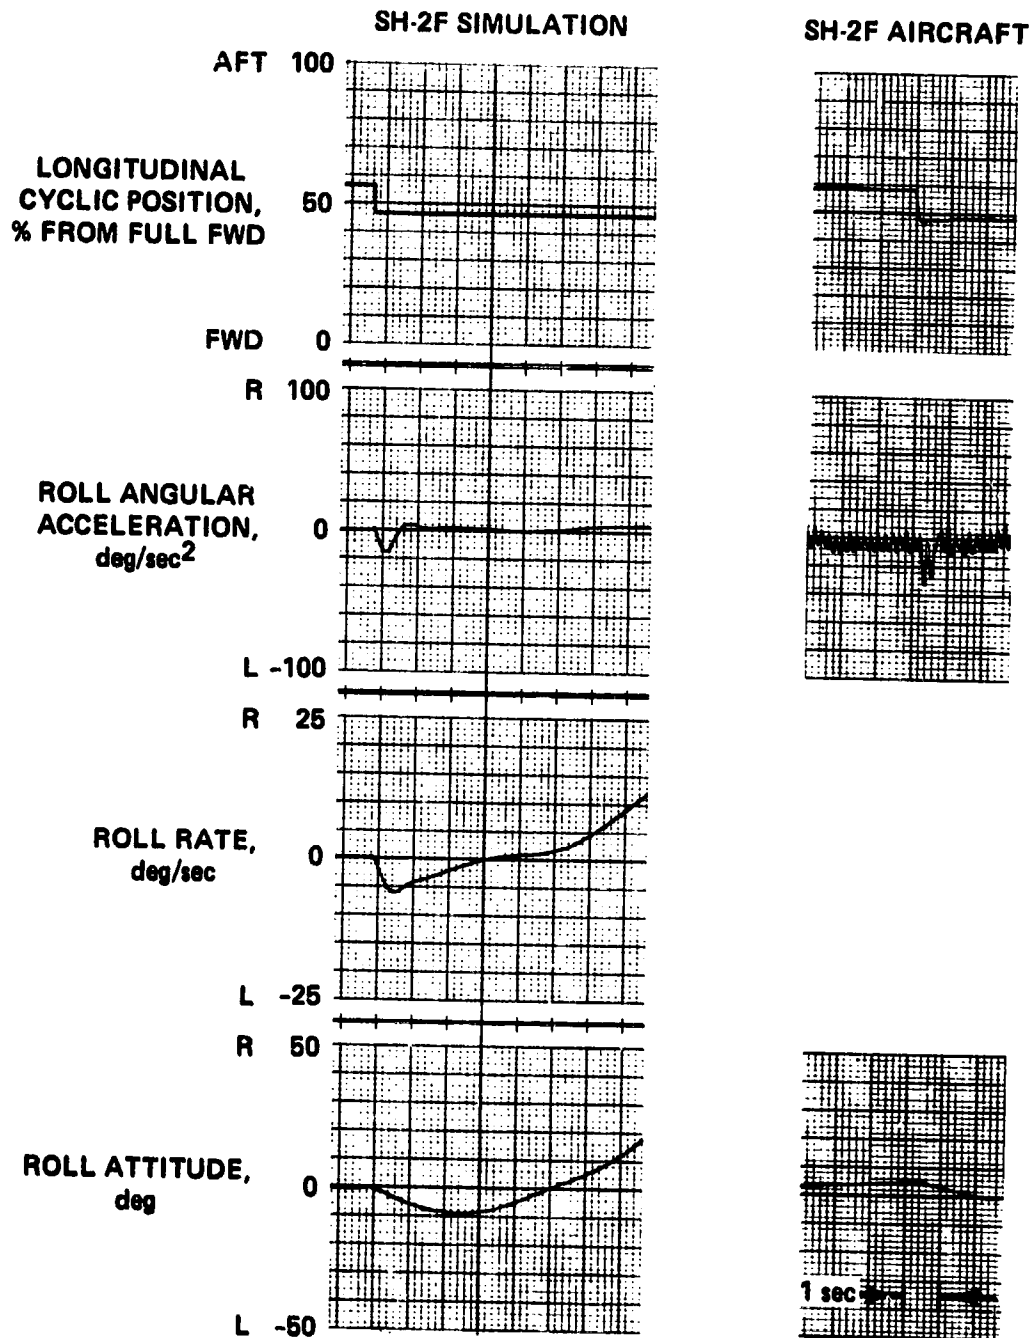 SH-2F SIMULATION
SH-2F AIRCRAFT
AFT 100
LONGITUDINAL
CYCLIC POSITION,
% FROM FULL FWD
50
FWD 0
R 100
ROLL ANGULAR
ACCELERATION,
deg/sec2
0
L -100
R 25
ROLL RATE,
deg/sec
0
L -25
R 50
ROLL ATTITUDE,
deg
0
1 sec
L -50